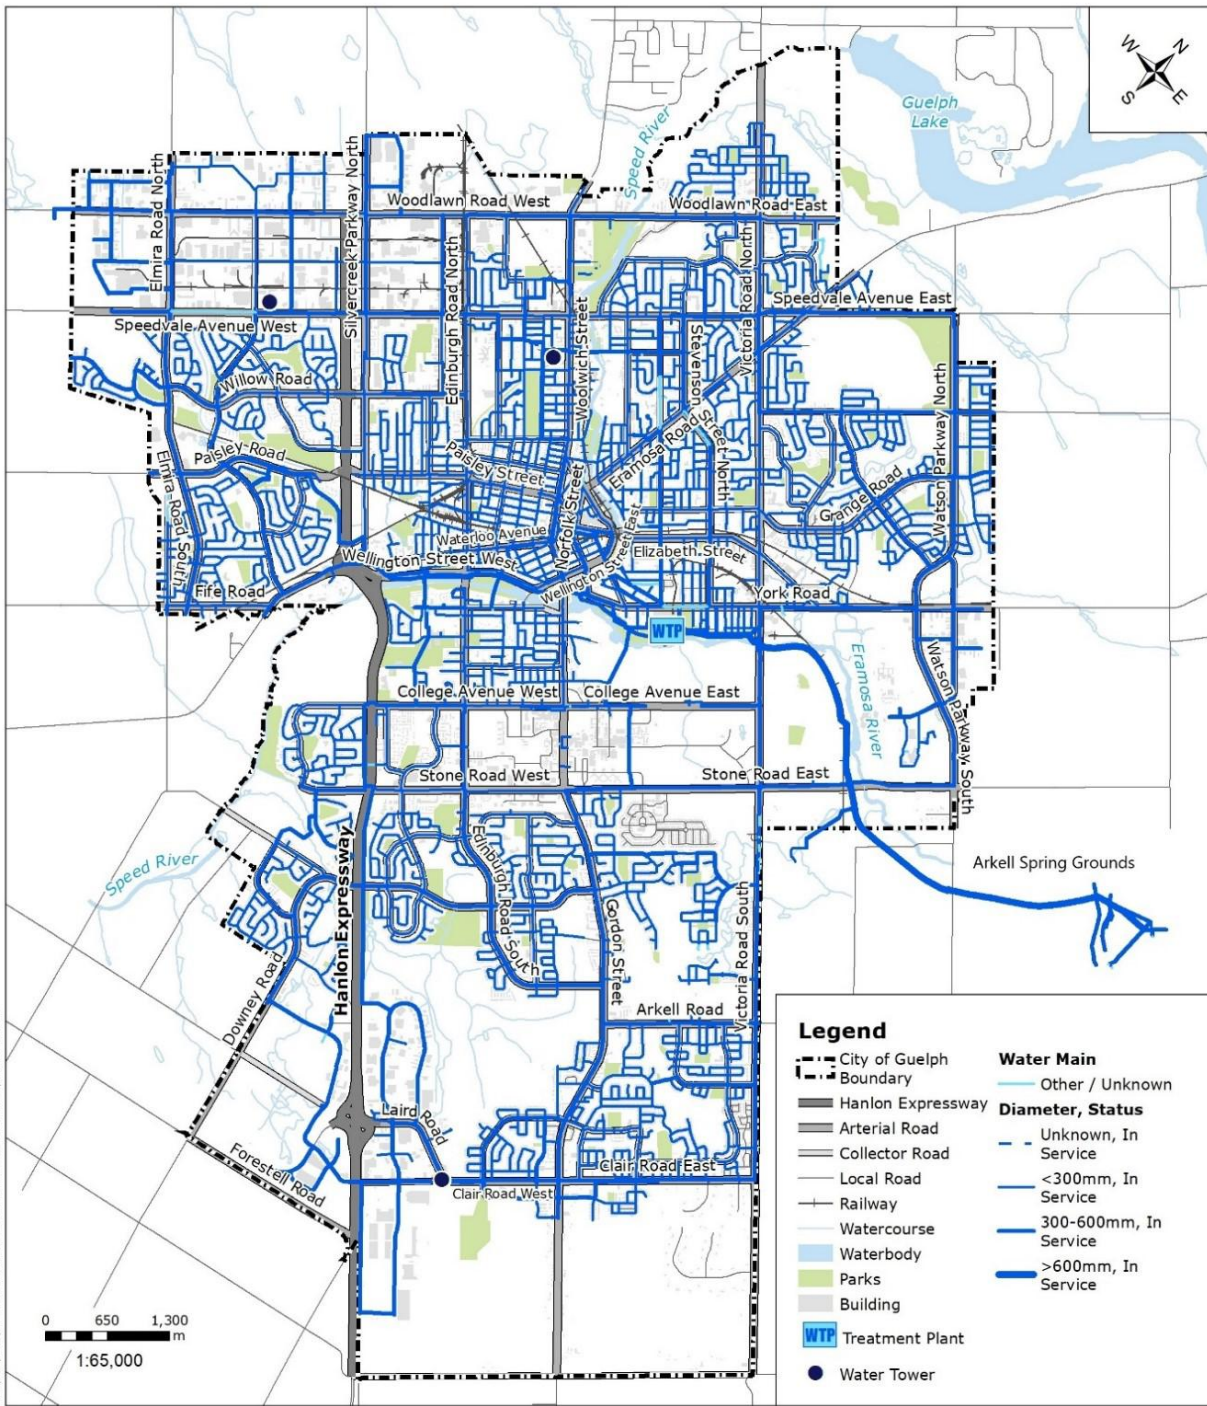 N
W
E
S
Guelph
Lake
Speed River
Woodlawn Road West
Woodlawn Road East
Elmira Road North
Silvercreek Parkway North
Edinburgh Road North
Woolwich Street
Victoria Road North
Speedvale Avenue East
Speedvale Avenue West
Stevenson Street North
Willow Road
Watson Parkway North
Eramosa Road
Paisley Road
Paisley Street
Grange Road
Elmira Road South
Norfolk Street
Waterloo Avenue
Wellington Street East
Elizabeth Street
Wellington Street West
Fife Road
York Road
WTP
Eramosa River
Watson Parkway South
College Avenue West
College Avenue East
Stone Road West
Stone Road East
Hanlon Expressway
Edinburgh Road South
Speed River
Arkell Spring Grounds
Gordon Street
Victoria Road South
Downey Road
Arkell Road
Laird Road
Clair Road East
Clair Road West
Forestell Road
0 650 1,300
m
1:65,000
Legend
City of Guelph
Boundary
Hanlon Expressway
Arterial Road
Collector Road
Local Road
Railway
Watercourse
Waterbody
Parks
Building
WTP Treatment Plant
Water Tower
Water Main
Other / Unknown
Diameter, Status
Unknown, In
Service
<300mm, In
Service
300-600mm, In
Service
>600mm, In
Service